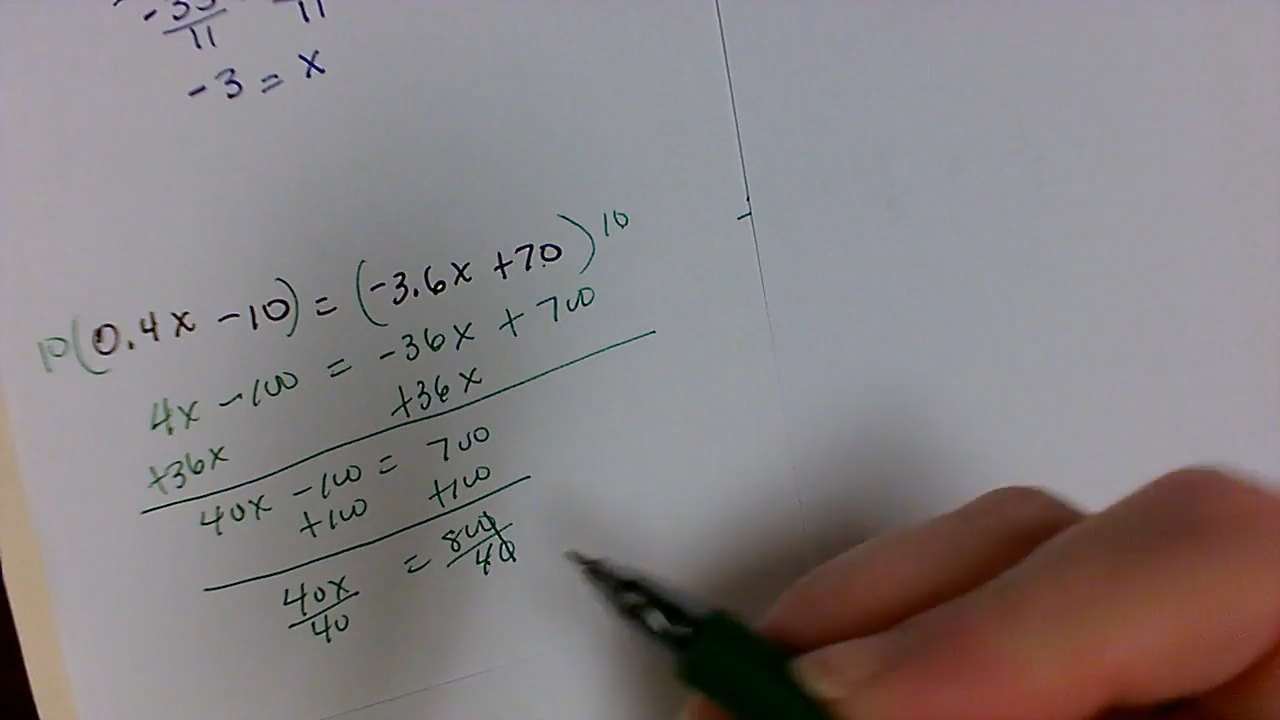 -33/11 11
-3 = x
10(0.4x -10) = (-3.6x +70)10
4x -100 = -36x + 700
+36x +36x
40x -100 = 700
+100 +100
40x/40 = 800/40